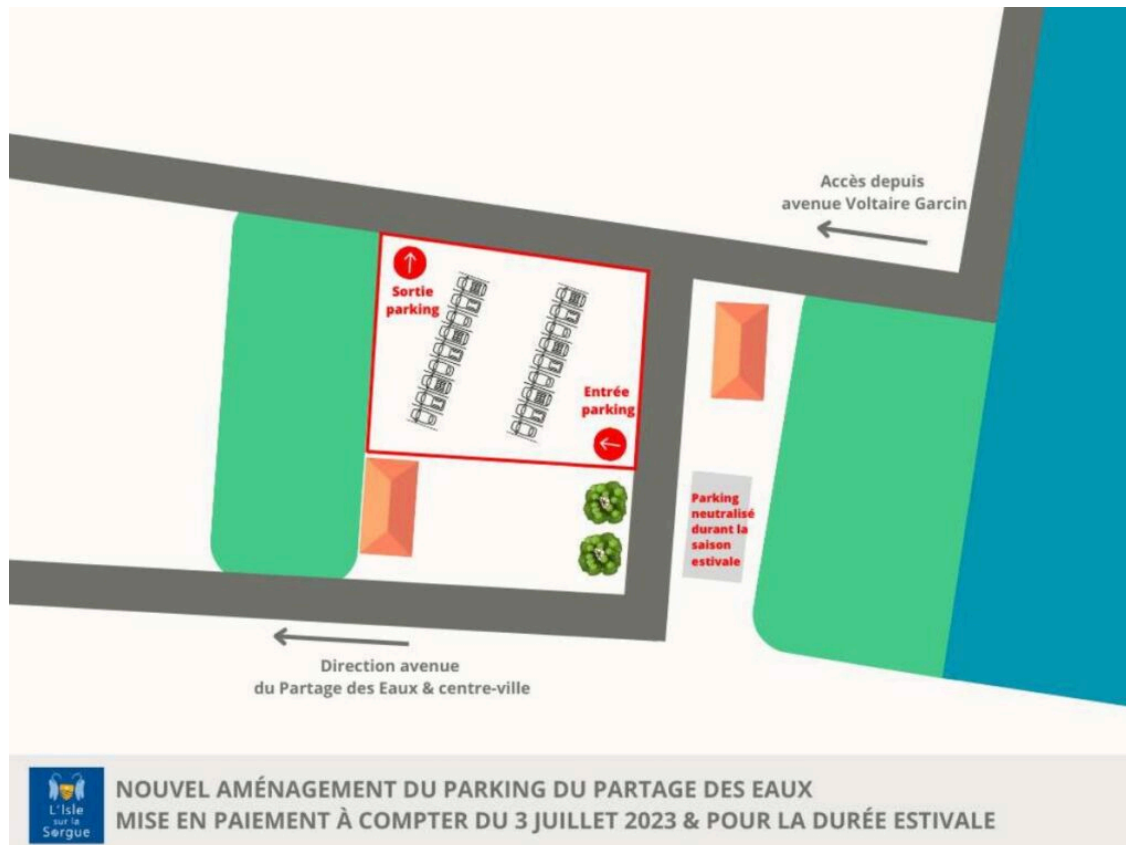 Accès depuis
avenue Voltaire Garcin
Sortie
parking
Entrée
parking
Parking
neutralisé
durant la
saison
estivale
Direction avenue
du Partage des Eaux & centre-ville
L'Isle
sur la
Sorgue
NOUVEL AMÉNAGEMENT DU PARKING DU PARTAGE DES EAUX
MISE EN PAIEMENT À COMPTER DU 3 JUILLET 2023 & POUR LA DURÉE ESTIVALE